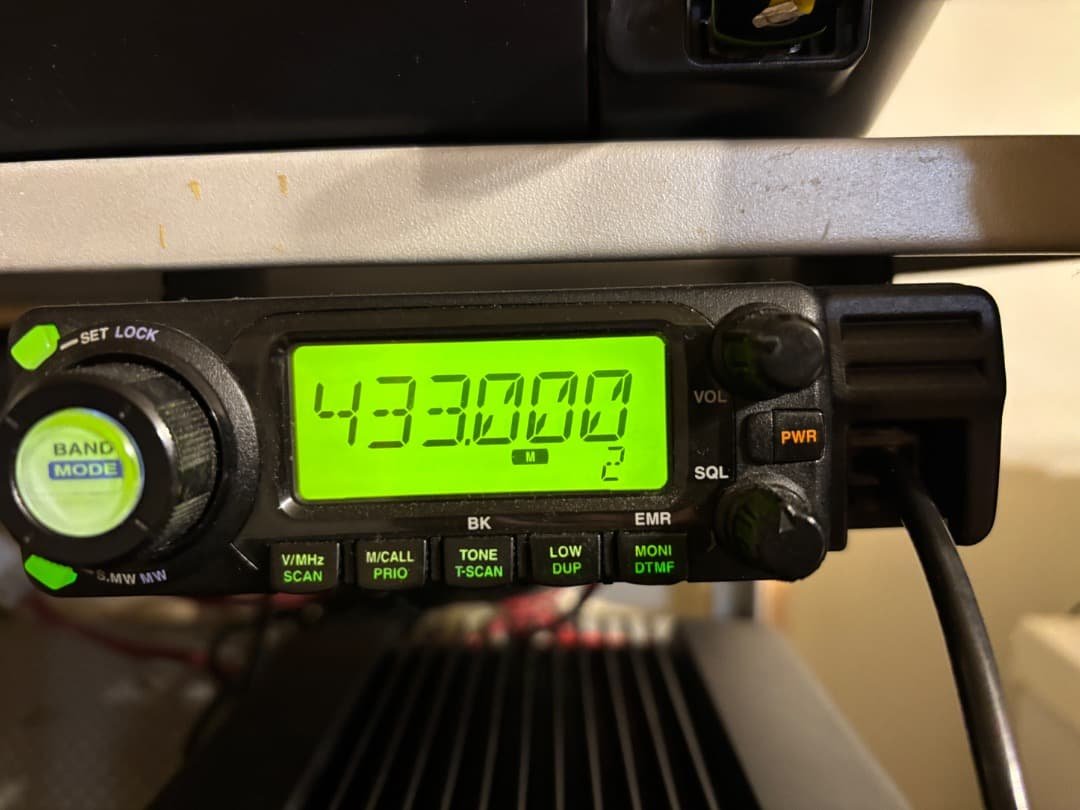 SET LOCK
BAND
MODE
S.MW MW
433.000
M 2
BK
EMR
V/MHz
SCAN
M/CALL
PRIO
TONE
T-SCAN
LOW
DUP
MONI
DTMF
VOL
PWR
SQL